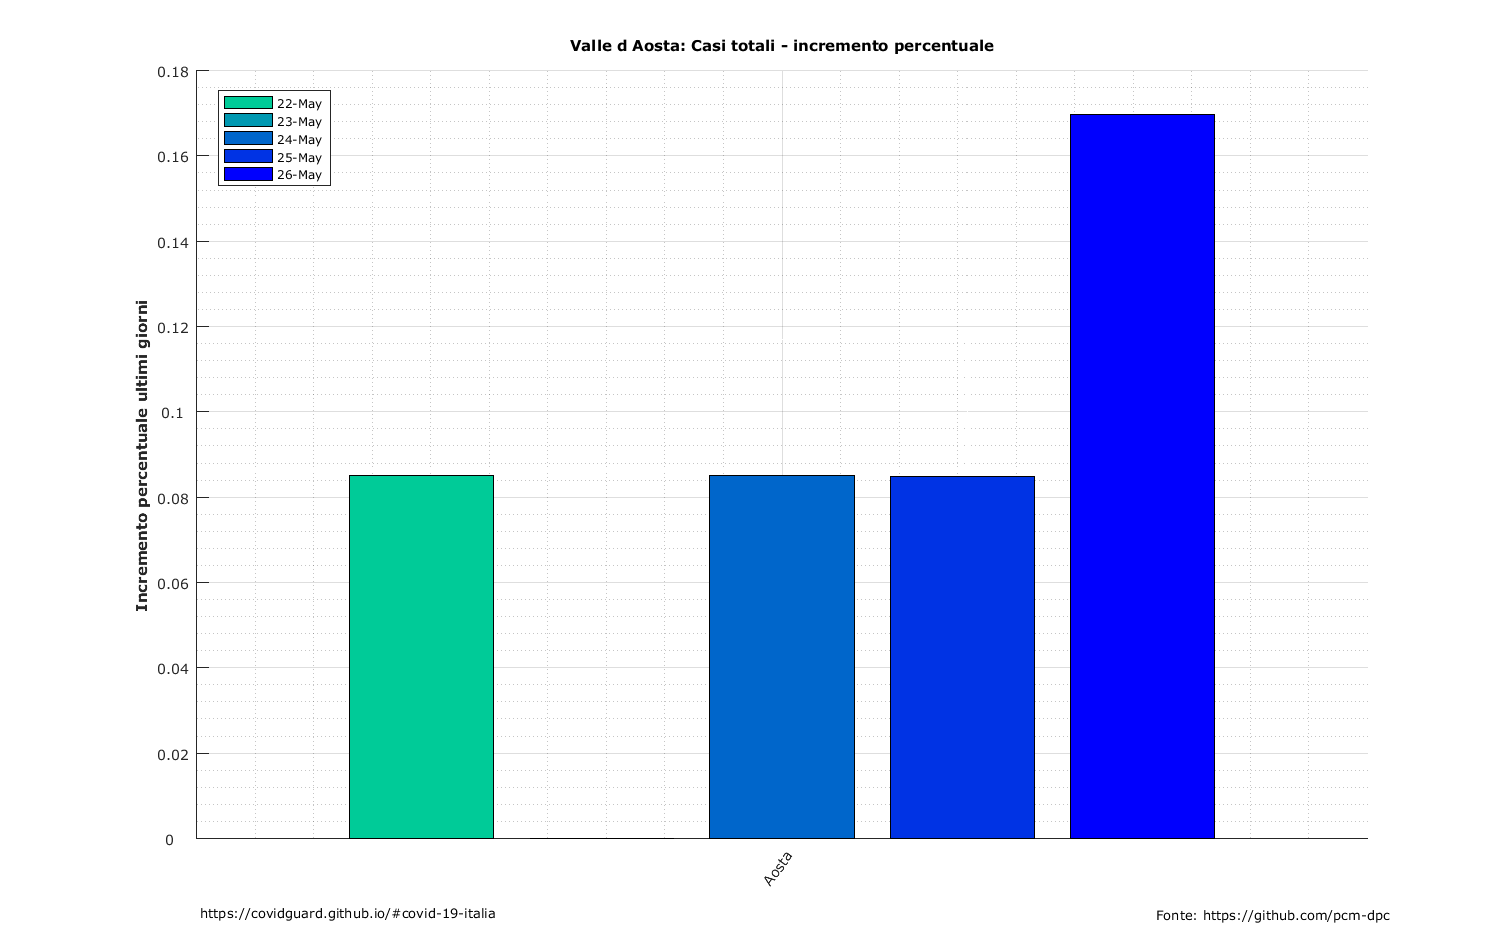 Valle d Aosta: Casi totali - incremento percentuale
0.18
0.16
0.14
0.12
0.1
0.08
0.06
0.04
0.02
0
Incremento percentuale ultimi giorni
22-May
23-May
24-May
25-May
26-May
Aosta
https://covidguard.github.io/#covid-19-italia
Fonte: https://github.com/pcm-dpc